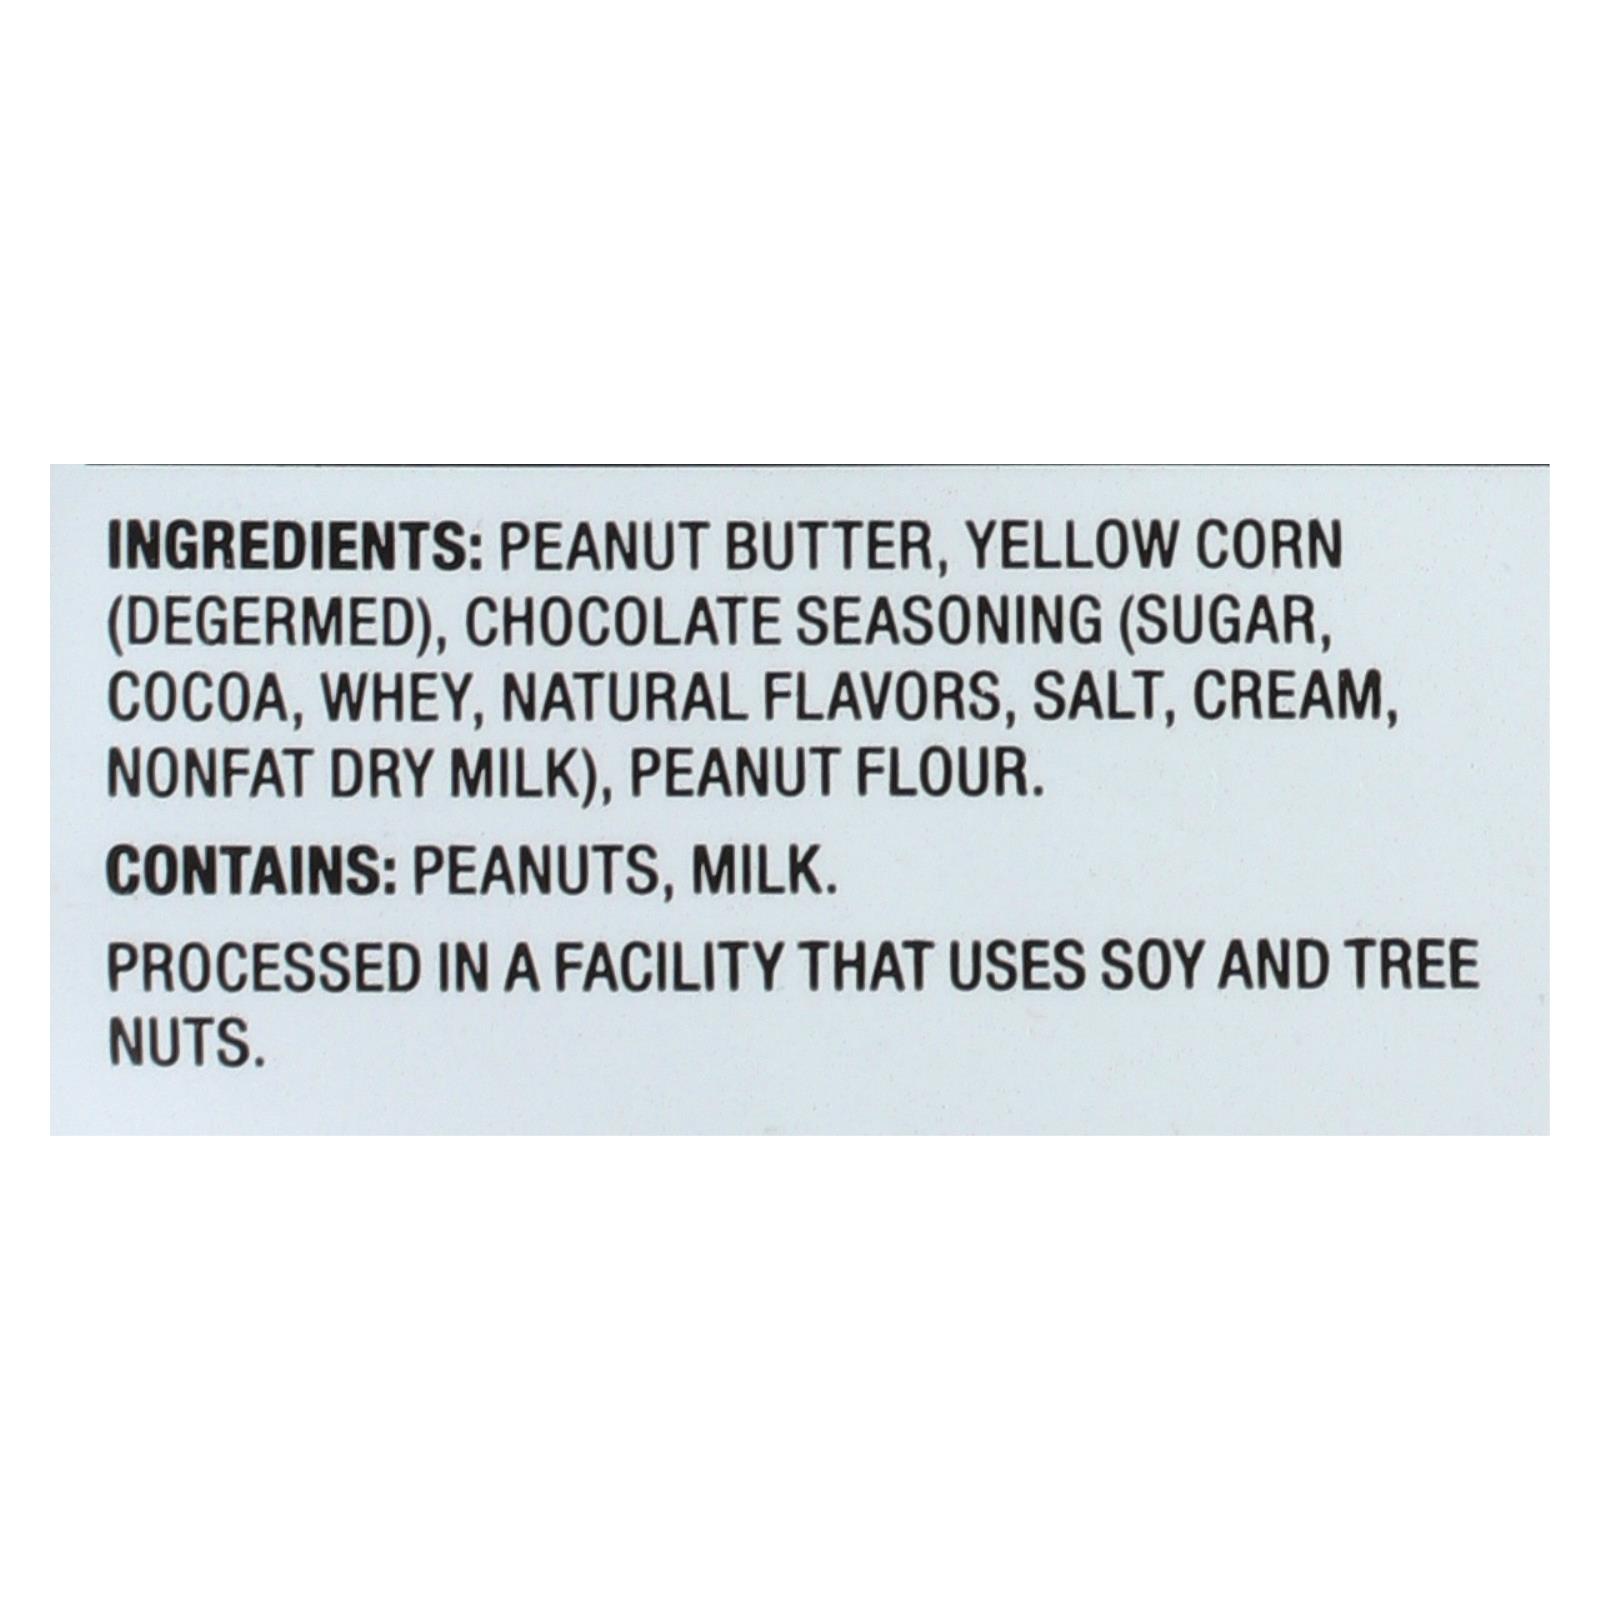 INGREDIENTS: PEANUT BUTTER, YELLOW CORN
(DEGERMED), CHOCOLATE SEASONING (SUGAR,
COCOA, WHEY, NATURAL FLAVORS, SALT, CREAM,
NONFAT DRY MILK), PEANUT FLOUR.
CONTAINS: PEANUTS, MILK.
PROCESSED IN A FACILITY THAT USES SOY AND TREE
NUTS.